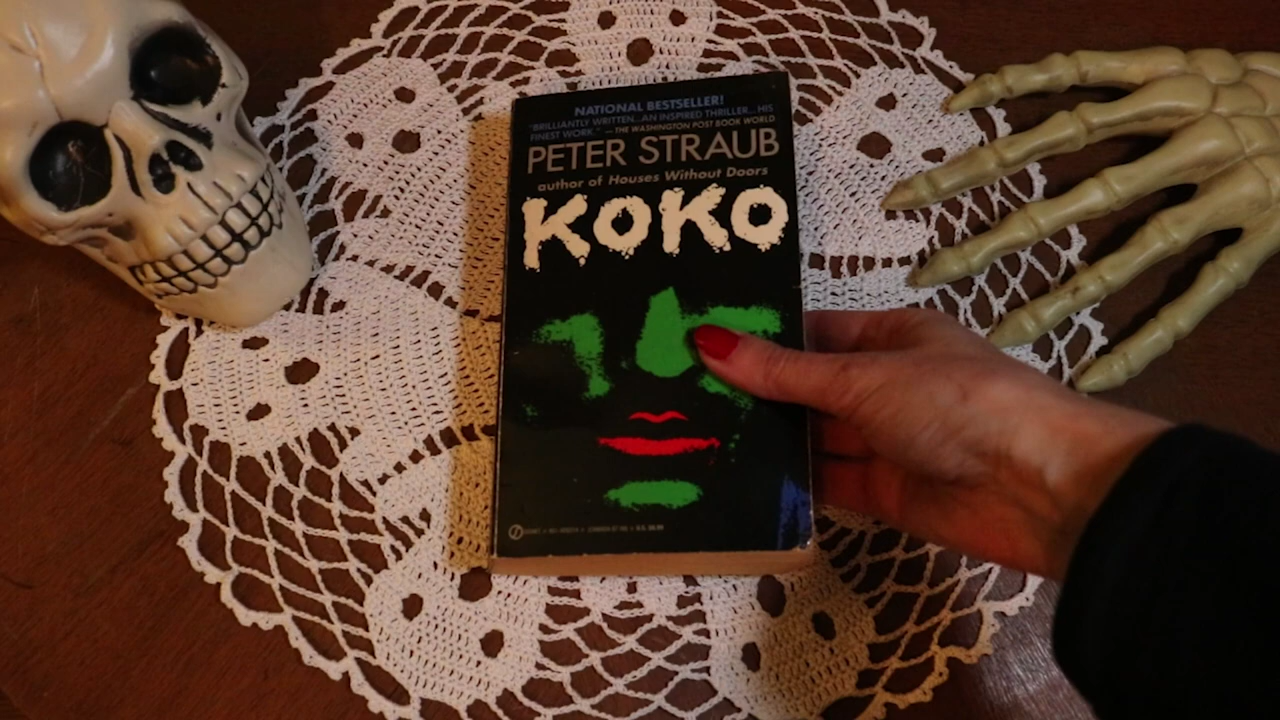 NATIONAL BESTSELLER!
"BRILLIANTLY WRITTEN...AN INSPIRED THRILLER...HIS
FINEST WORK." — THE WASHINGTON POST BOOK WORLD
PETER STRAUB
author of Houses Without Doors
KOKO